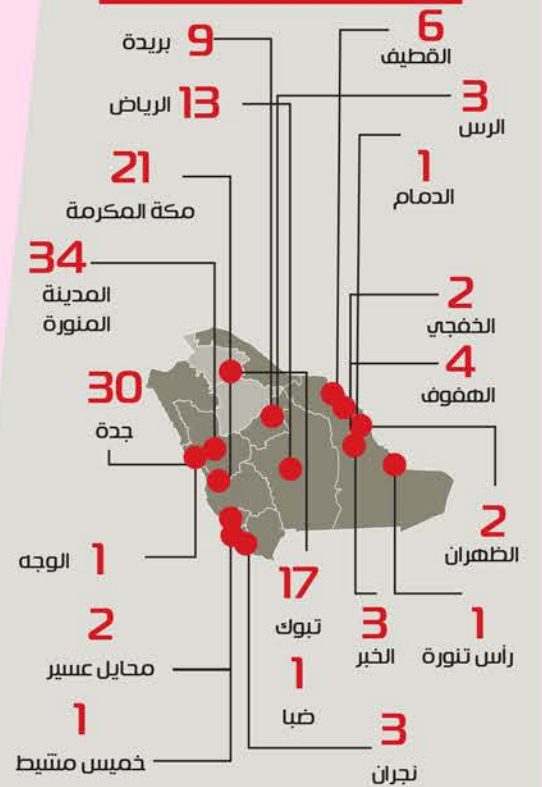 6
القطيف
9 بريدة
3
الرس
13 الرياض
1
الدمام
21
مكة المكرمة
34
المدينة
المنورة
2
الخفجي
4
الهفوف
30
جدة
2
الظهران
1 الوجه
17
تبوك
3
الخبر
1
رأس تنورة
2
محايل عسير
1
ضبا
1
خميس مشيط
3
نجران